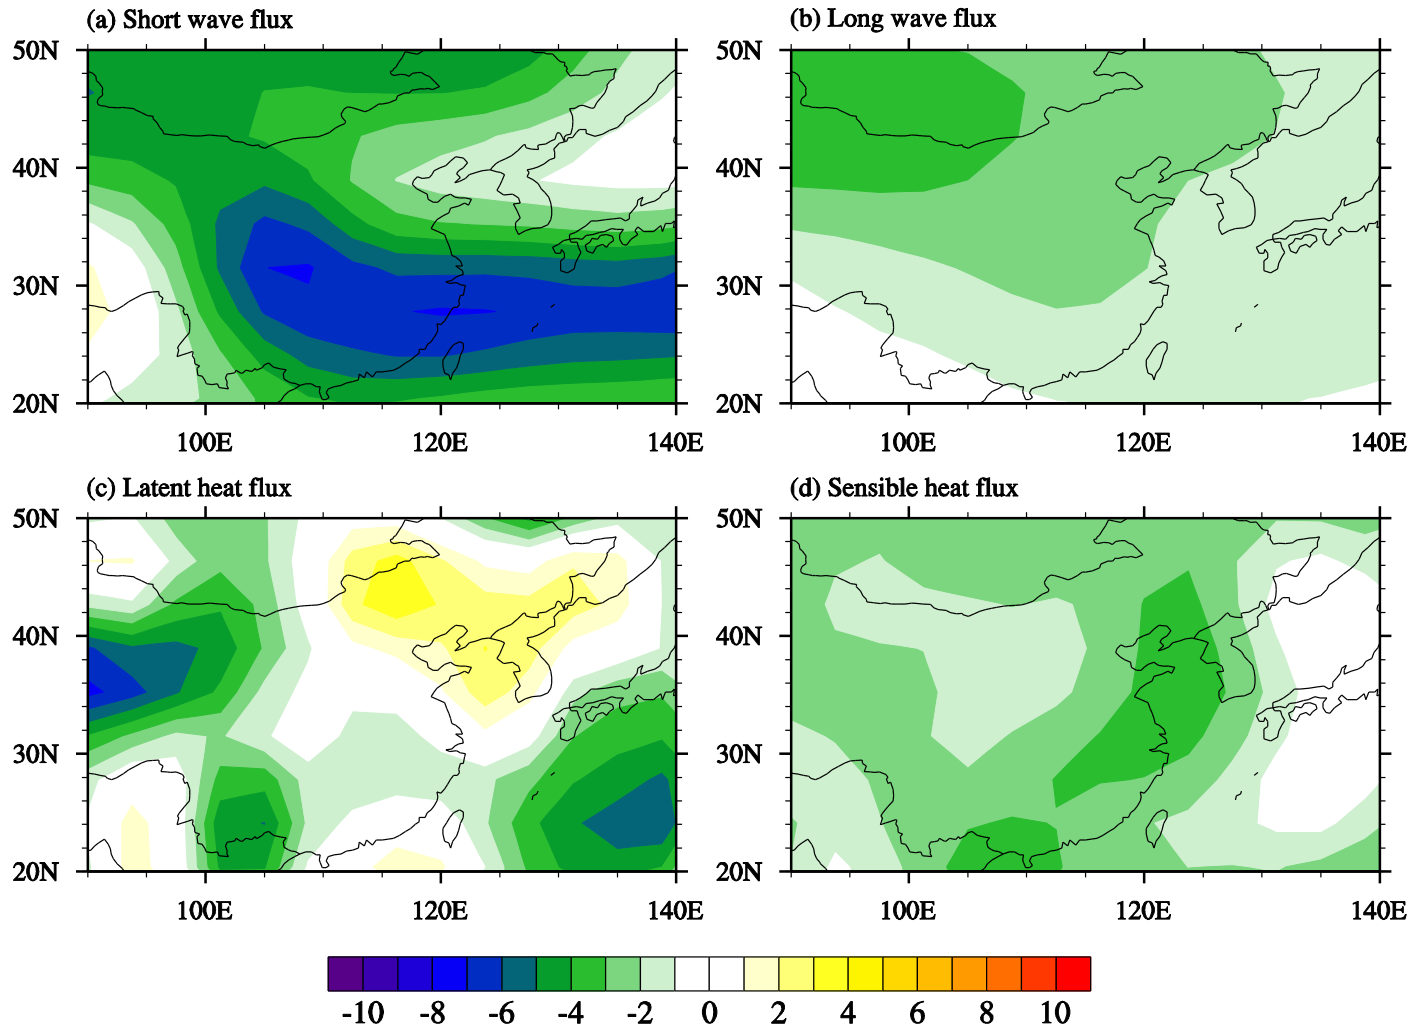 (a) Short wave flux
(b) Long wave flux
50N
50N
40N
40N
30N
30N
20N
20N
100E
120E
140E
100E
120E
140E
(c) Latent heat flux
(d) Sensible heat flux
50N
50N
40N
40N
30N
30N
20N
20N
100E
120E
140E
100E
120E
140E
-10
-8
-6
-4
-2
0
2
4
6
8
10